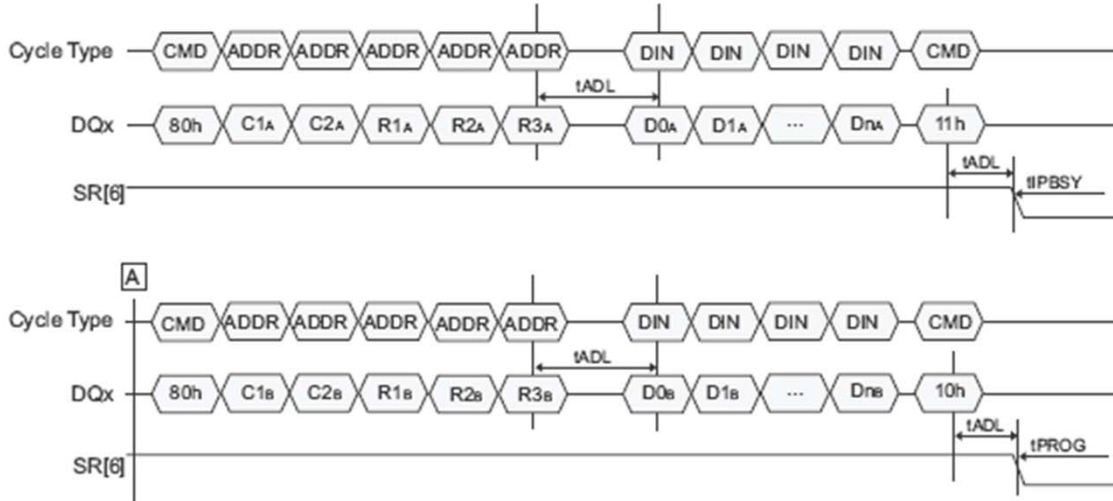 Cycle Type CMD ADDR ADDR ADDR ADDR ADDR DIN DIN DIN DIN CMD
tADL
DQx 80h C1A C2A R1A R2A R3A D0A D1A ... DnA 11h
tADL
SR[6] tIPBSY
A
Cycle Type CMD ADDR ADDR ADDR ADDR ADDR DIN DIN DIN DIN CMD
tADL
DQx 80h C1B C2B R1B R2B R3B D0B D1B ... DnB 10h
tADL
SR[6] tPROG